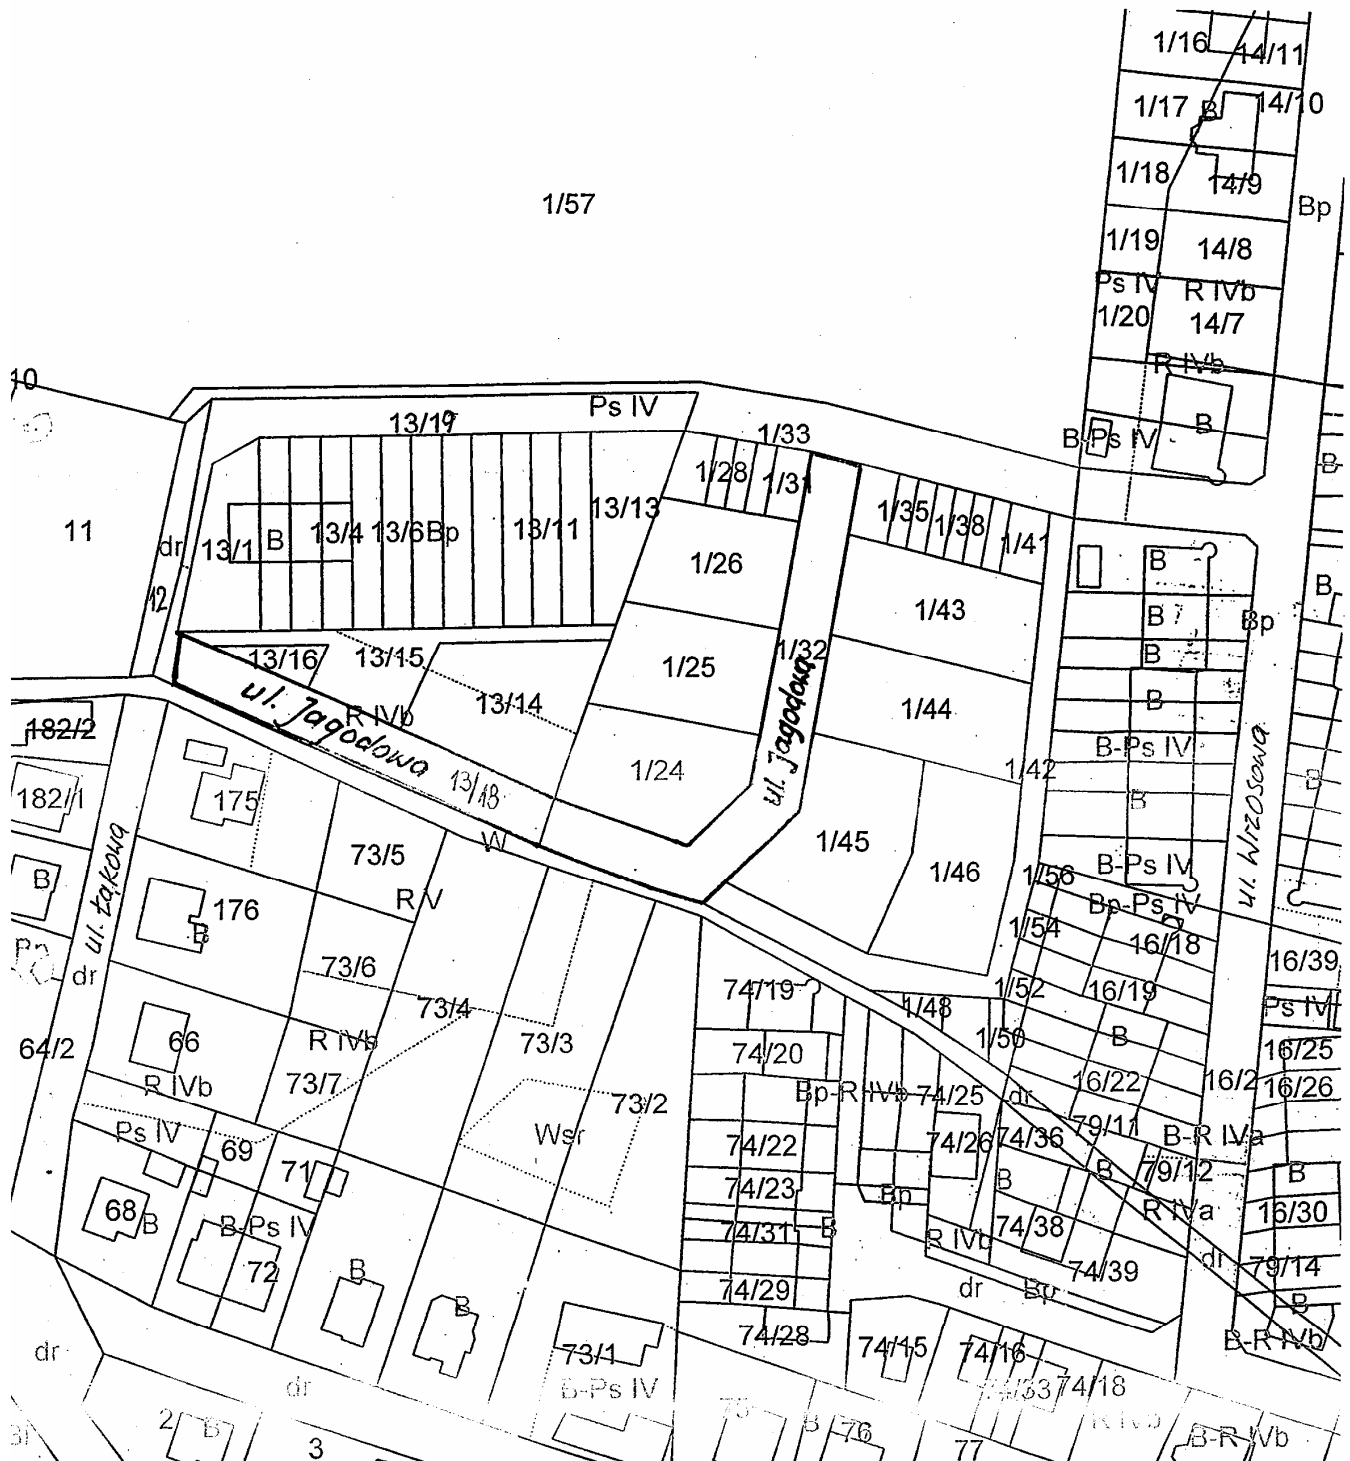 1/16
14/11
1/17
B
14/10
1/18
14/9
1/57
Bp
1/19
14/8
Ps IV
R IVb
1/20
14/7
R IVb
10
Ps IV
13/19
1/33
B
B-Ps IV
B
1/28
1/31
13/13
1/35
1/38
11
13/4
13/6
Bp
13/11
13/1
B
1/41
dr
1/26
B
B
12
1/43
B
Bp
1/32
B
13/16
13/15
1/25
ul. Jagodowa
R IVb
13/14
1/44
B
182/2
ul. Jagodowa
B-Ps IV
1/24
1/42
13/18
B
182/1
175
B
ul. Wrzosowa
1/45
W
73/5
B-Ps IV
1/46
1/56
B
ul. Łąkowa
R V
Bp-Ps IV
176
B
1/54
16/18
73/6
16/39
dr
74/19
1/52
16/19
73/4
1/48
Ps IV
66
R IVb
73/3
1/50
B
64/2
74/20
16/25
R IVb
73/7
Bp-R IVb
74/25
dr
16/22
16/2
16/26
73/2
Ps IV
Wsr
74/22
74/26
74/36
79/11
B-R IVa
69
71
74/23
B
B
79/12
B
Bp
68
B
B-Ps IV
74/31
B
R IVb
74/38
R IVa
16/30
72
B
74/39
dr
79/14
74/29
dr
Bp
B
B
74/28
B-R IVb
dr
73/1
74/15
74/16
dr
B-Ps IV
74/33
74/18
2
B
75
B
76
R IVb
3
77
B-R IVb